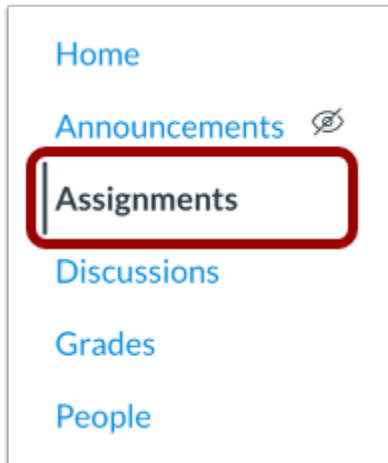 Home
Announcements
Assignments
Discussions
Grades
People